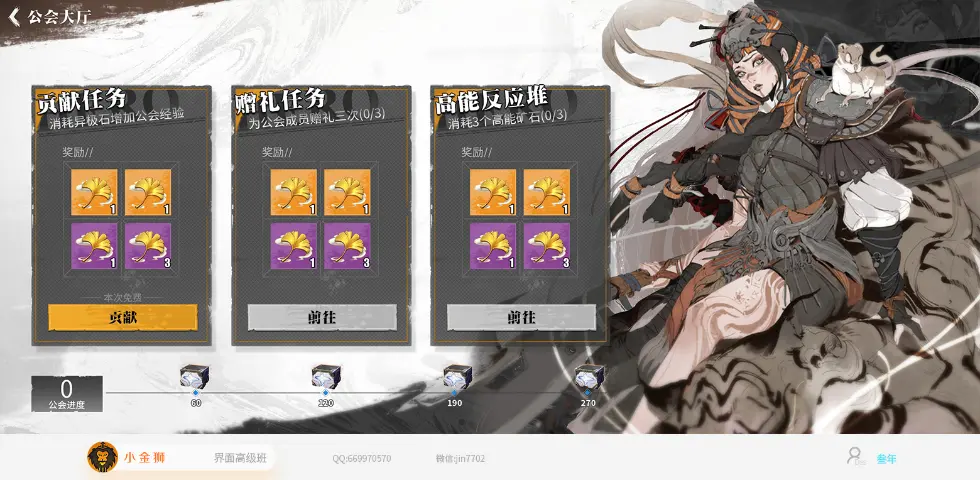 公会大厅
贡献任务
消耗异极石增加公会经验
奖励//
1
1
1
3
本次免费
贡献
赠礼任务
为公会成员赠礼三次(0/3)
奖励//
1
1
1
3
前往
高能反应堆
消耗3个高能矿石(0/3)
奖励//
1
1
1
3
前往
0
公会进度
60
120
190
270
小金狮
界面高级班
QQ:669970570
微信:jin7702
叁年